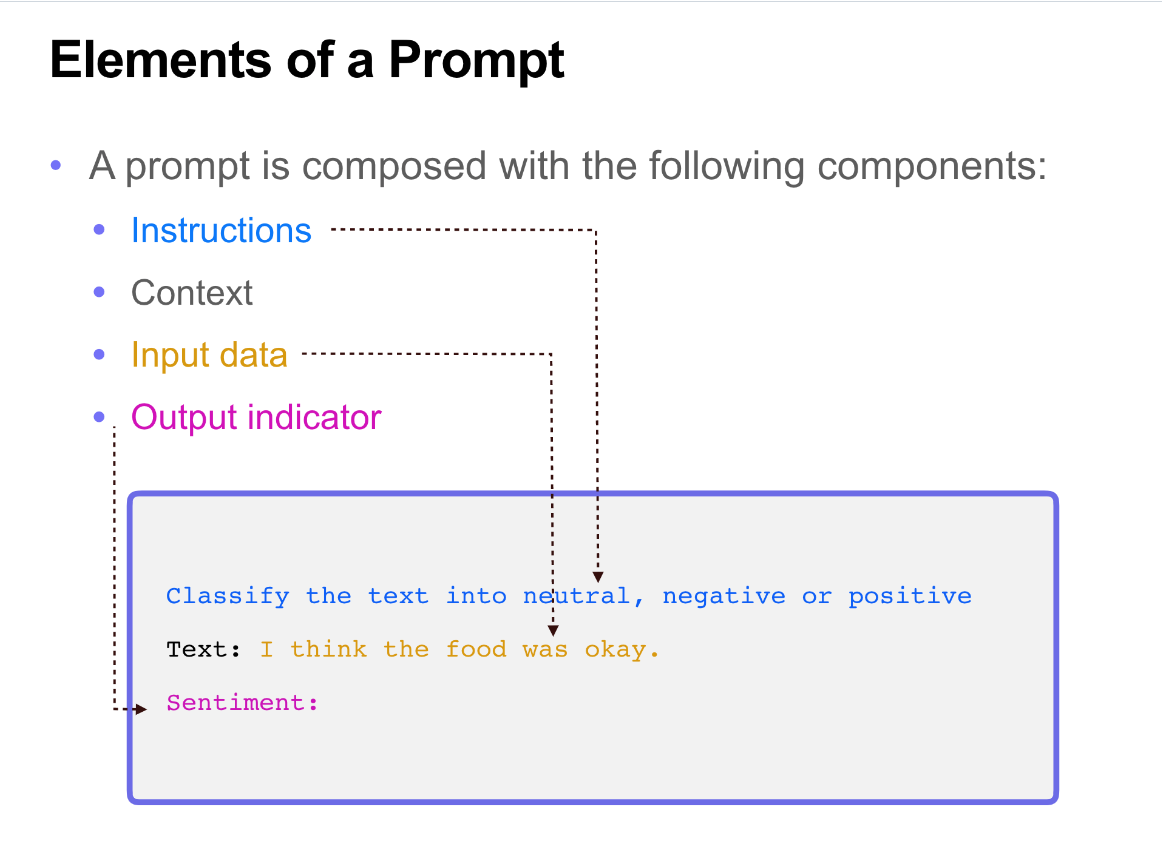 Elements of a Prompt
• A prompt is composed with the following components:
• Instructions
• Context
• Input data
• Output indicator
Classify the text into neutral, negative or positive
Text: I think the food was okay.
Sentiment: